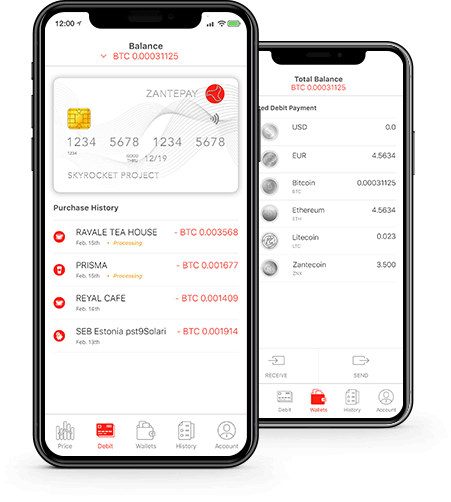 12:00
Balance
BTC 0.00031125
ZANTEPAY
1234 5678 1234 5678
1234
GOOD THRU 12/19
SKYROCKET PROJECT
Purchase History
RAVALE TEA HOUSE - BTC 0.003568
Feb. 15th • Processing
PRISMA - BTC 0.001677
Feb. 15th • Processing
REYAL CAFE - BTC 0.001409
Feb. 14th
SEB Estonia pst9Solari - BTC 0.001914
Feb. 13th
Price Debit Wallets History Account
Total Balance
BTC 0.00031125
ged Debit Payment
USD 0.0
EUR 4.5634
Bitcoin 0.00031125
BTC
Ethereum 4.5634
ETH
Litecoin 0.023
LTC
Zantecoin 3.500
ZNX
RECEIVE SEND
Debit Wallets History Account